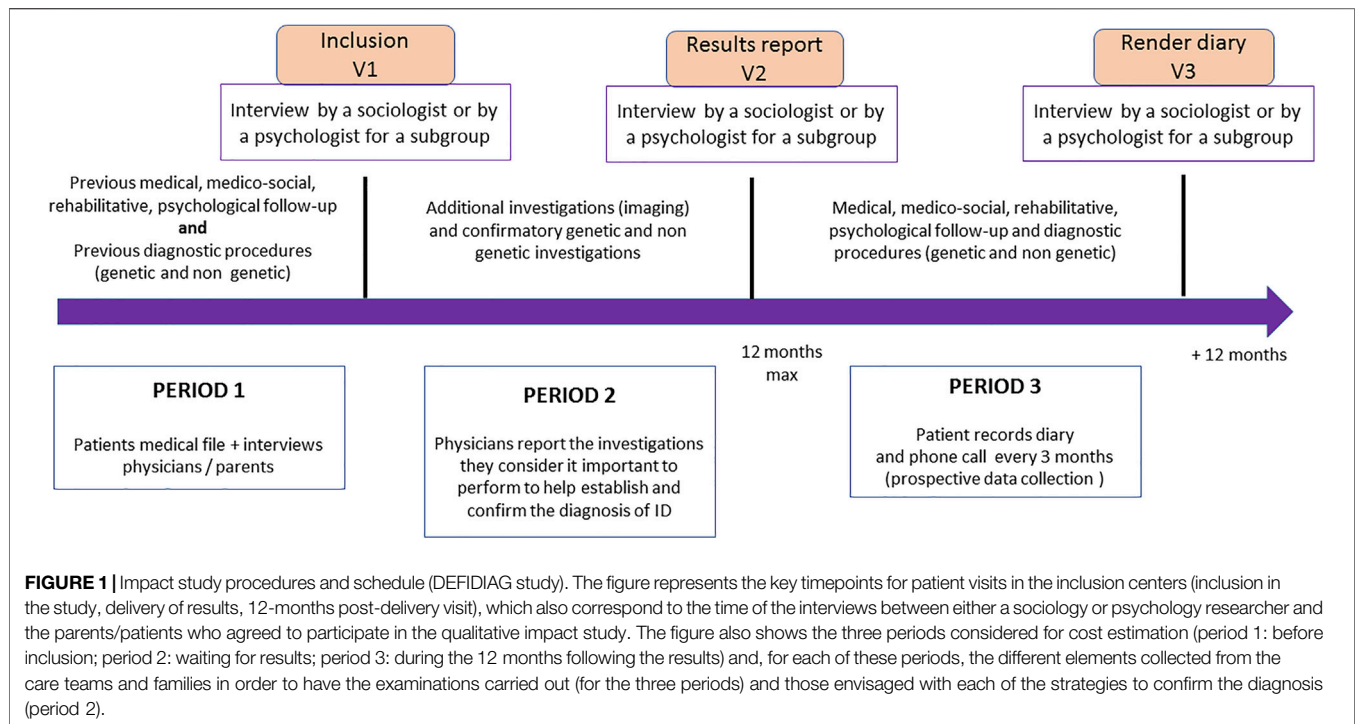 Inclusion
V1
Results report
V2
Render diary
V3
Interview by a sociologist or by
a psychologist for a subgroup
Interview by a sociologist or by
a psychologist for a subgroup
Interview by a sociologist or by
a psychologist for a subgroup
Previous medical, medico-social,
rehabilitative, psychological follow-up
and
Previous diagnostic procedures
(genetic and non genetic)
Additional investigations (imaging)
and confirmatory genetic and non
genetic investigations
Medical, medico-social, rehabilitative,
psychological follow-up and diagnostic
procedures (genetic and non genetic)
12 months
max
+ 12 months
PERIOD 1
Patients medical file + interviews
physicians / parents
PERIOD 2
Physicians report the investigations
they consider it important to
perform to help establish and
confirm the diagnosis of ID
PERIOD 3
Patient records diary
and phone call every 3 months
(prospective data collection )
FIGURE 1 | Impact study procedures and schedule (DEFIDIAG study). The figure represents the key timepoints for patient visits in the inclusion centers (inclusion in
the study, delivery of results, 12-months post-delivery visit), which also correspond to the time of the interviews between either a sociology or psychology researcher and
the parents/patients who agreed to participate in the qualitative impact study. The figure also shows the three periods considered for cost estimation (period 1: before
inclusion; period 2: waiting for results; period 3: during the 12 months following the results) and, for each of these periods, the different elements collected from the
care teams and families in order to have the examinations carried out (for the three periods) and those envisaged with each of the strategies to confirm the diagnosis
(period 2).